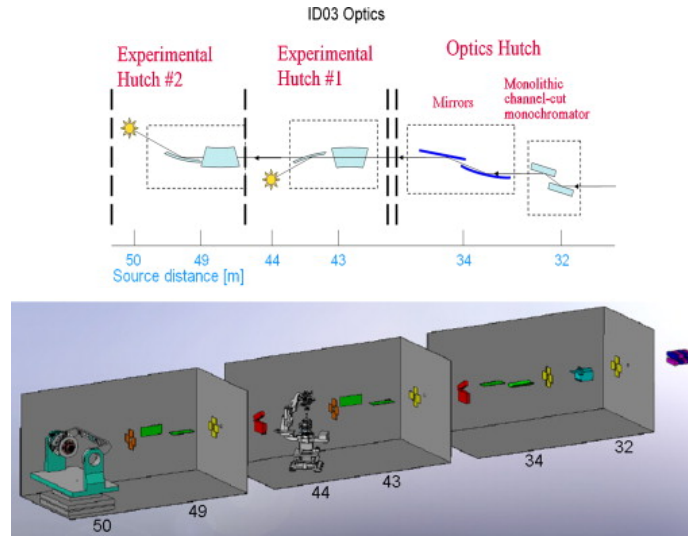 ID03 Optics
Experimental
Hutch #2
Experimental
Hutch #1
Optics Hutch
Mirrors
Monolithic
channel-cut
monochromator
50
49
44
43
34
32
Source distance [m]
50
49
44
43
34
32